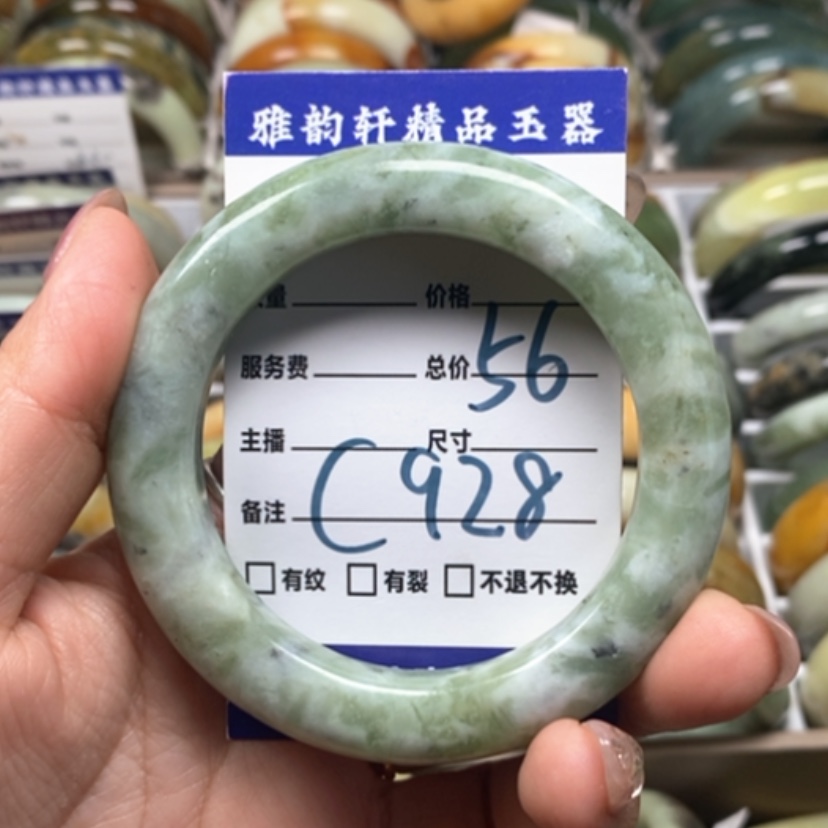 雅韵轩精品玉器
量 价格
服务费 总价 56
主播 尺寸
备注 C928
有纹 有裂 不退不换